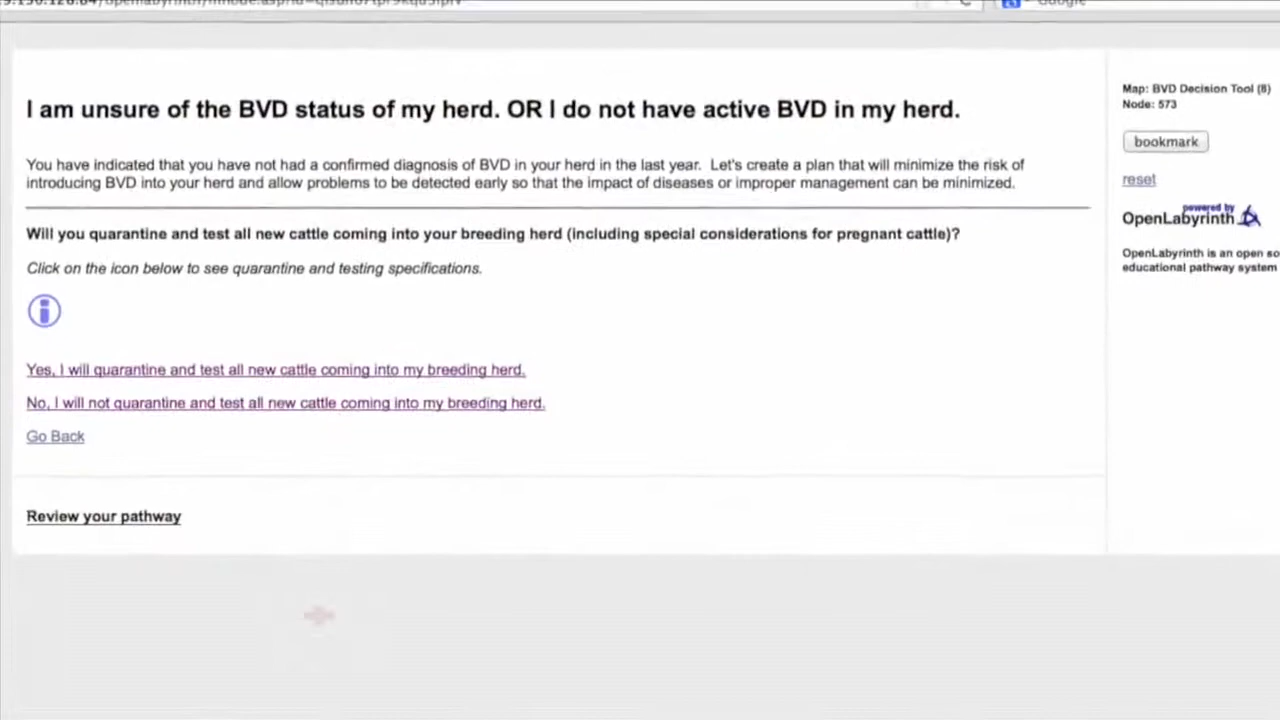 Google
I am unsure of the BVD status of my herd. OR I do not have active BVD in my herd.
You have indicated that you have not had a confirmed diagnosis of BVD in your herd in the last year. Let's create a plan that will minimize the risk of
introducing BVD into your herd and allow problems to be detected early so that the impact of diseases or improper management can be minimized.
Will you quarantine and test all new cattle coming into your breeding herd (including special considerations for pregnant cattle)?
Click on the icon below to see quarantine and testing specifications.
Yes, I will quarantine and test all new cattle coming into my breeding herd.
No, I will not quarantine and test all new cattle coming into my breeding herd.
Go Back
Review your pathway
Map: BVD Decision Tool (8)
Node: 573
bookmark
reset
powered by
OpenLabyrinth
OpenLabyrinth is an open so
educational pathway system